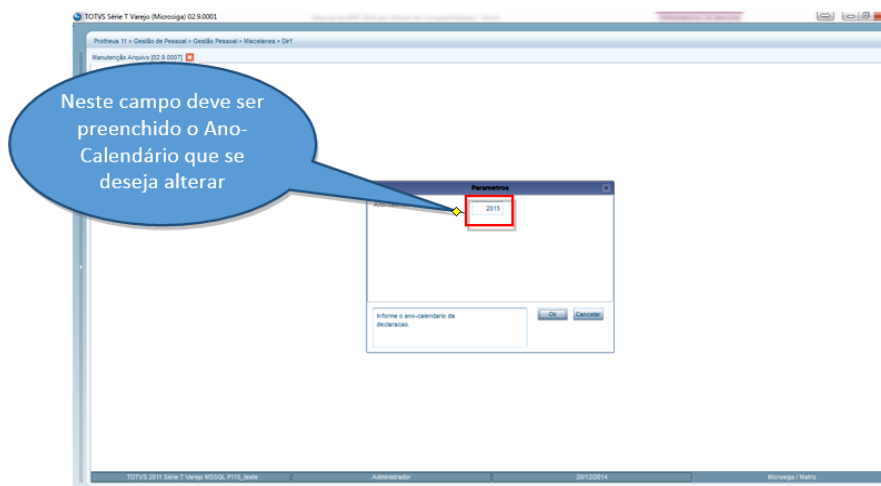 TOTVS Série T Varejo (Microsiga) 02.9.0001
Protheus 11 » Gestão de Pessoal » Gestão Pessoal » Miscelanea » Dirf
Manutenção Arquivo [02.9.0007]
Neste campo deve ser
preenchido o Ano-
Calendário que se
deseja alterar
Parametros
2015
Informe o ano-calendario da
declaracao.
Ok
Cancelar
TOTVS 2011 Série T Varejo MSSQL P115_teste
Administrador
20/12/2014
Microsiga / Matriz